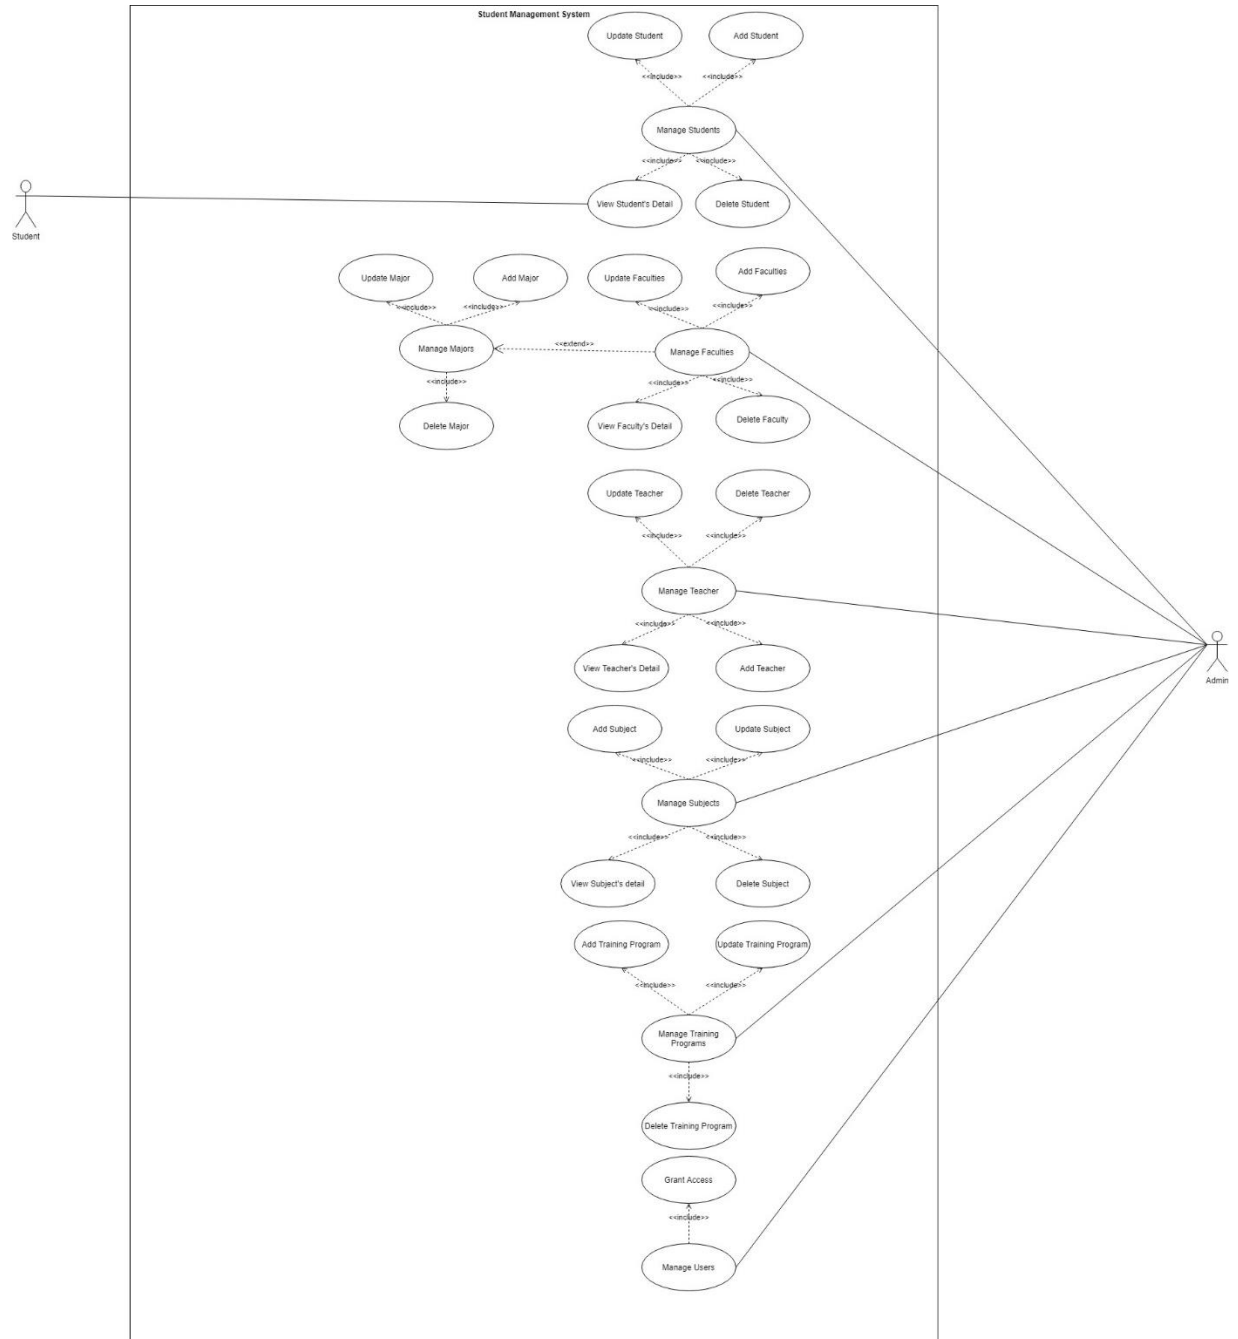 Student Management System
Update Student
Add Student
<<include>>
<<include>>
Manage Students
<<include>>
<<include>>
View Student's Detail
Delete Student
Student
Update Major
Add Major
Update Faculties
Add Faculties
<<include>>
<<include>>
<<include>>
<<include>>
Manage Majors
<<extend>>
Manage Faculties
<<include>>
<<include>>
<<include>>
Delete Major
View Faculty's Detail
Delete Faculty
Update Teacher
Delete Teacher
<<include>>
<<include>>
Manage Teacher
<<include>>
<<include>>
View Teacher's Detail
Add Teacher
Admin
Add Subject
Update Subject
<<include>>
<<include>>
Manage Subjects
<<include>>
<<include>>
View Subject's detail
Delete Subject
Add Training Program
Update Training Program
<<include>>
<<include>>
Manage Training
Programs
<<include>>
Delete Training Program
Grant Access
<<include>>
Manage Users